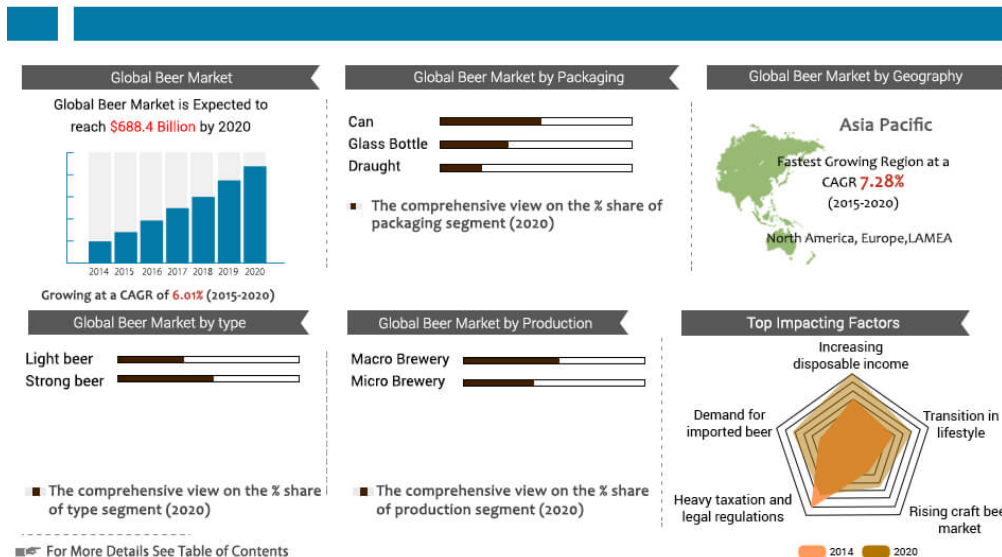 Global Beer Market
Global Beer Market is Expected to
reach $688.4 Billion by 2020
2014 2015 2016 2017 2018 2019 2020
Growing at a CAGR of 6.01% (2015-2020)
Global Beer Market by Packaging
Can
Glass Bottle
Draught
The comprehensive view on the % share of
packaging segment (2020)
Global Beer Market by Geography
Asia Pacific
Fastest Growing Region at a
CAGR 7.28%
(2015-2020)
North America, Europe,LAMEA
Global Beer Market by type
Light beer
Strong beer
The comprehensive view on the % share
of type segment (2020)
Global Beer Market by Production
Macro Brewery
Micro Brewery
The comprehensive view on the % share
of production segment (2020)
Top Impacting Factors
Increasing
disposable income
Demand for
imported beer
Transition in
lifestyle
Heavy taxation and
legal regulations
Rising craft bee
market
2014 2020
For More Details See Table of Contents